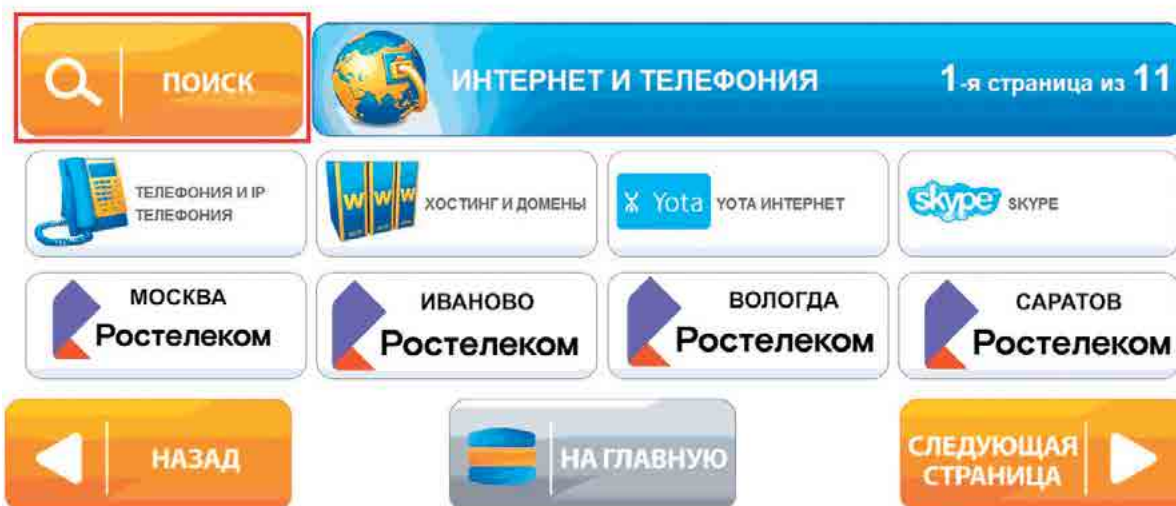 ПОИСК
ИНТЕРНЕТ И ТЕЛЕФОНИЯ
1-я страница из 11
ТЕЛЕФОНИЯ И IP
ТЕЛЕФОНИЯ
WWW
ХОСТИНГ И ДОМЕНЫ
Yota
YOTA ИНТЕРНЕТ
skype
SKYPE
МОСКВА
Ростелеком
ИВАНОВО
Ростелеком
ВОЛОГДА
Ростелеком
САРАТОВ
Ростелеком
НАЗАД
НА ГЛАВНУЮ
СЛЕДУЮЩАЯ
СТРАНИЦА